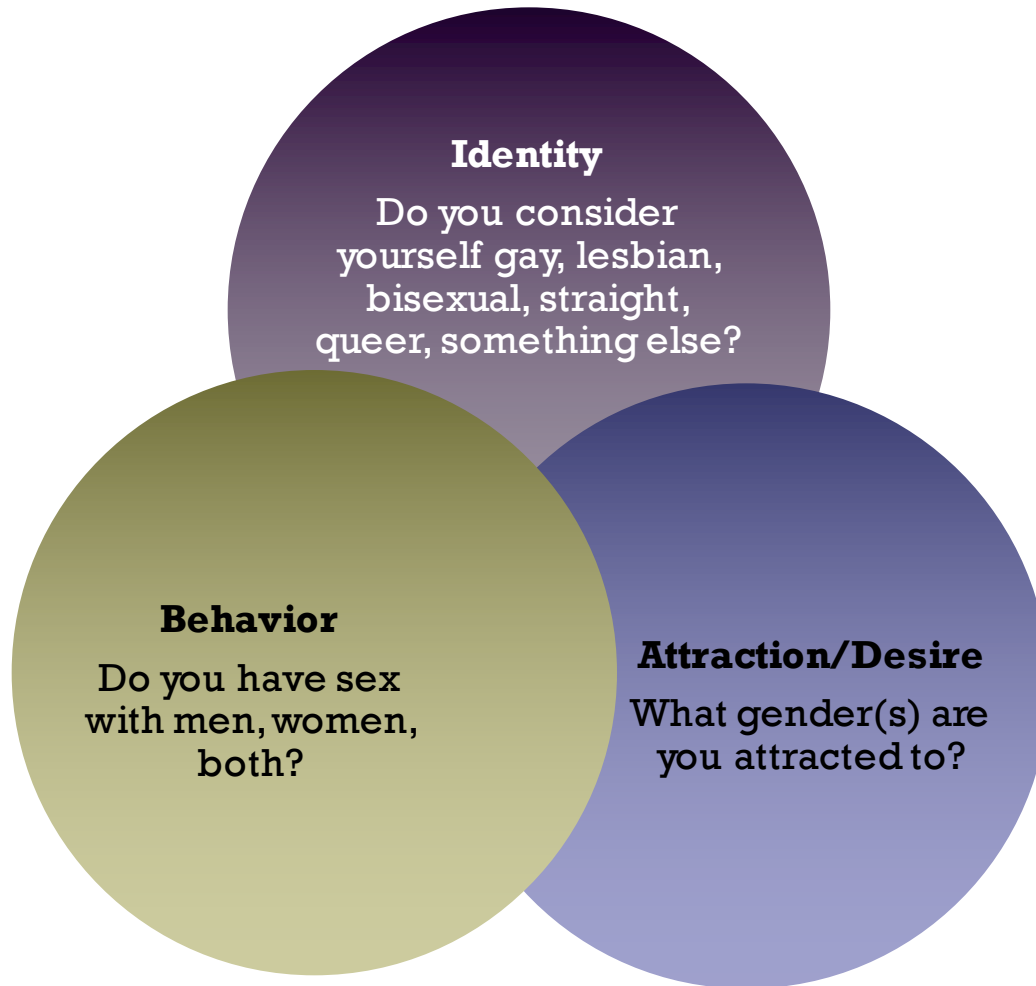 Identity
Do you consider
yourself gay, lesbian,
bisexual, straight,
queer, something else?
Behavior
Do you have sex
with men, women,
both?
Attraction/Desire
What gender(s) are
you attracted to?